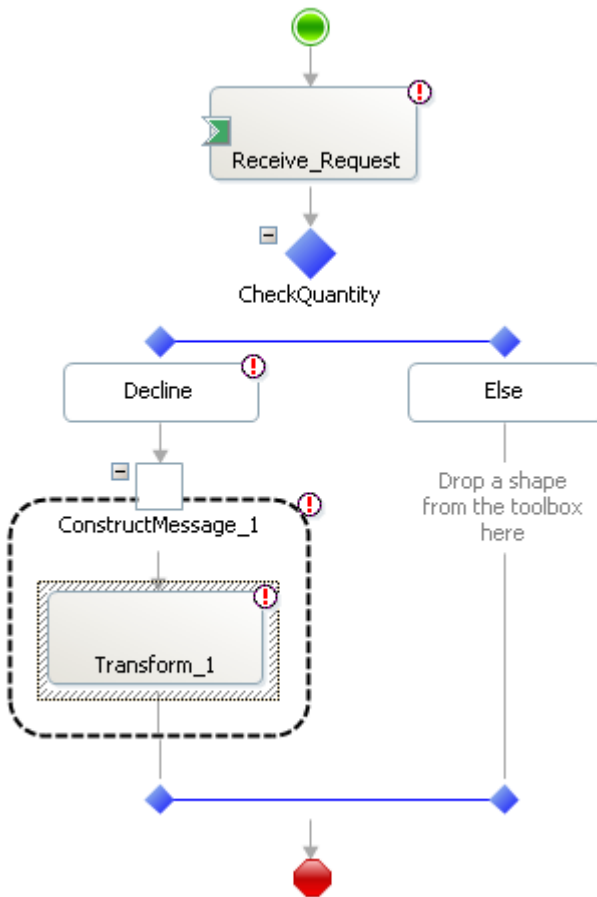 Receive_Request
CheckQuantity
Decline
Else
Drop a shape
from the toolbox
here
ConstructMessage_1
Transform_1